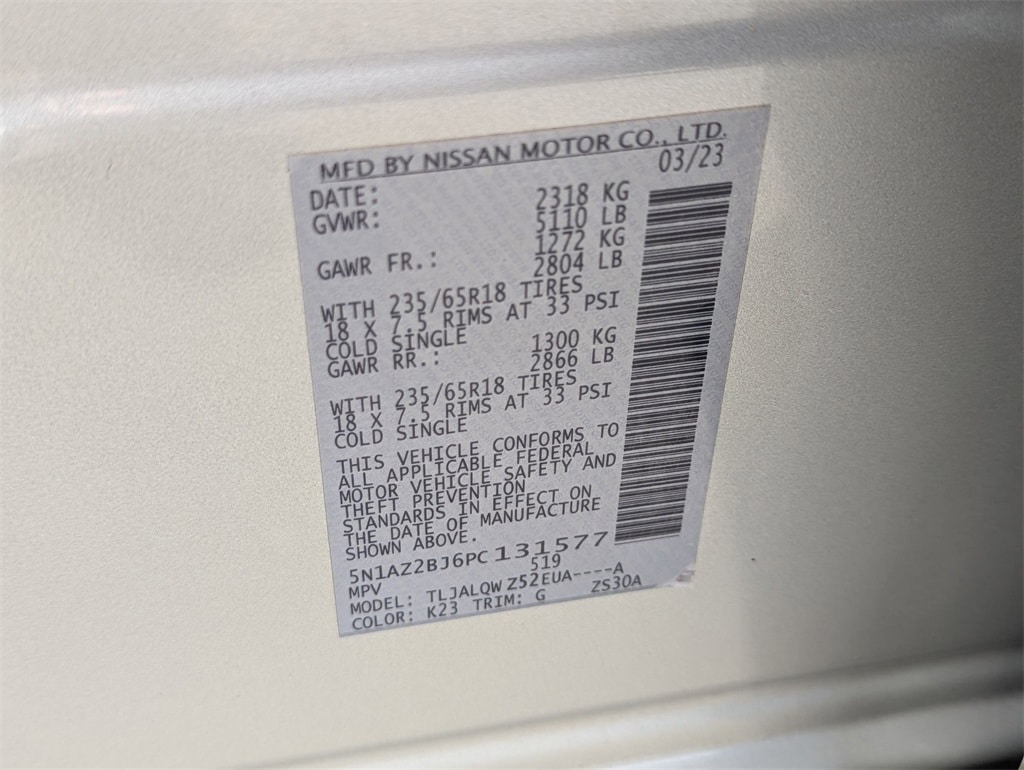 MFD BY NISSAN MOTOR CO., LTD.
DATE: 03/23
GVWR: 2318 KG
5110 LB
GAWR FR.: 1272 KG
2804 LB
WITH 235/65R18 TIRES
18 X 7.5 RIMS AT 33 PSI
COLD SINGLE
GAWR RR.: 1300 KG
2866 LB
WITH 235/65R18 TIRES
18 X 7.5 RIMS AT 33 PSI
COLD SINGLE
THIS VEHICLE CONFORMS TO
ALL APPLICABLE FEDERAL
MOTOR VEHICLE SAFETY AND
THEFT PREVENTION
STANDARDS IN EFFECT ON
THE DATE OF MANUFACTURE
SHOWN ABOVE.
5N1AZ2BJ6PC131577
MPV 519
MODEL: TLJALQWZ52EUA----A
COLOR: K23 TRIM: G ZS30A